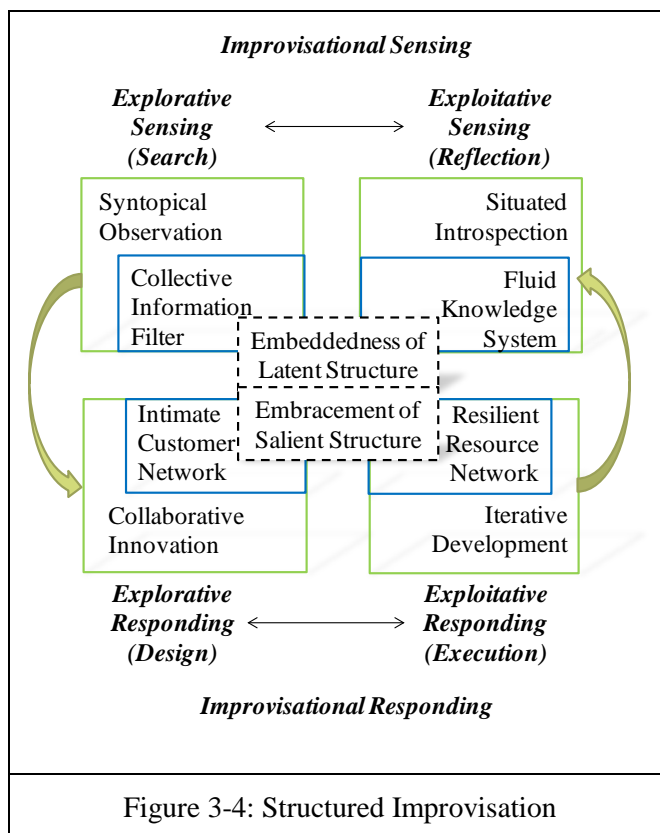 Improvisational Sensing
Explorative
Sensing
(Search)
Exploitative
Sensing
(Reflection)
Syntopical
Observation
Situated
Introspection
Collective
Information
Filter
Fluid
Knowledge
System
Embeddedness of
Latent Structure
Embracement of
Salient Structure
Intimate
Customer
Network
Resilient
Resource
Network
Collaborative
Innovation
Iterative
Development
Explorative
Responding
(Design)
Exploitative
Responding
(Execution)
Improvisational Responding
Figure 3-4: Structured Improvisation